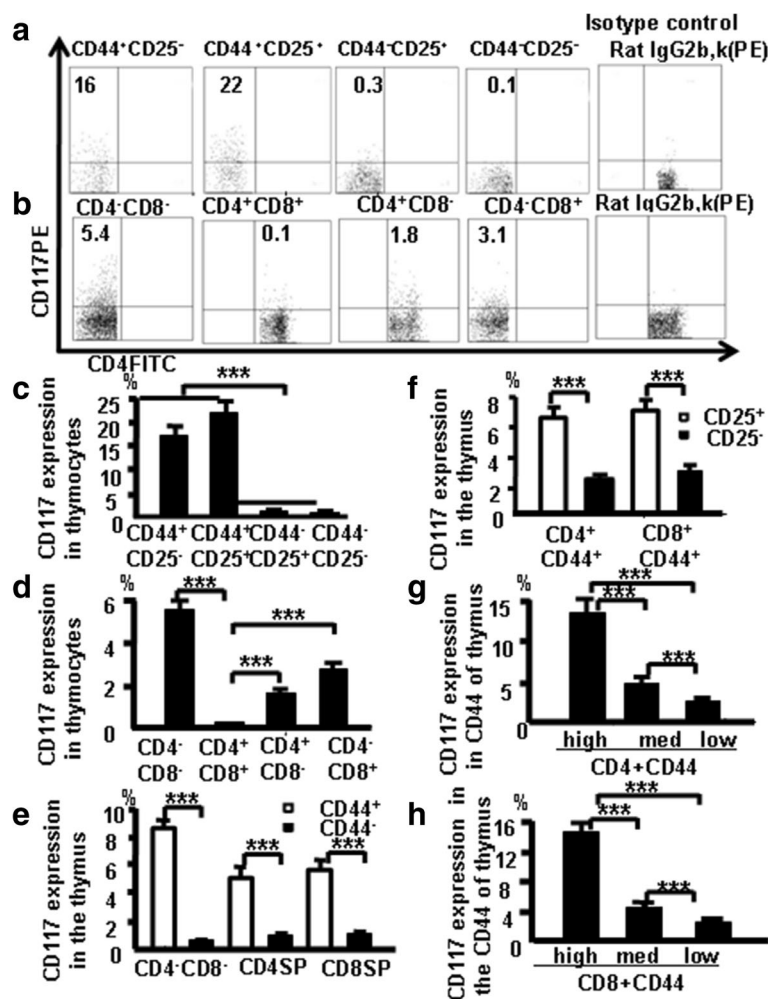 a
Isotype control
CD44+CD25- CD44+CD25+ CD44-CD25+ CD44-CD25- Rat IgG2b,k(PE)
16 22 0.3 0.1
b
CD4-CD8- CD4+CD8+ CD4+CD8- CD4-CD8+ Rat IgG2b,k(PE)
5.4 0.1 1.8 3.1
CD117PE
CD4FITC
c
%
CD117 expression
in thymocytes
25
20
15
10
5
0
***
CD44+ CD44+ CD44- CD44-
CD25- CD25+ CD25+ CD25-
d
%
CD117 expression
in thymocytes
6
4
2
0
*** *** ***
CD4- CD4+ CD4+ CD4-
CD8- CD8+ CD8- CD8+
e
%
CD117 expression
in the thymus
10
8
6
4
2
0
CD44+
CD44-
*** *** ***
CD4-CD8- CD4SP CD8SP
f
%
CD117 expression
in the thymus
8
6
4
2
0
*** ***
CD25+
CD25-
CD4+ CD8+
CD44+ CD44+
g
%
CD117 expression
in CD44 of thymus
15
10
5
0
***
***
***
high med low
CD4+CD44
h
%
CD117 expression in
the CD44 of thymus
16
12
8
4
0
***
***
***
high med low
CD8+CD44